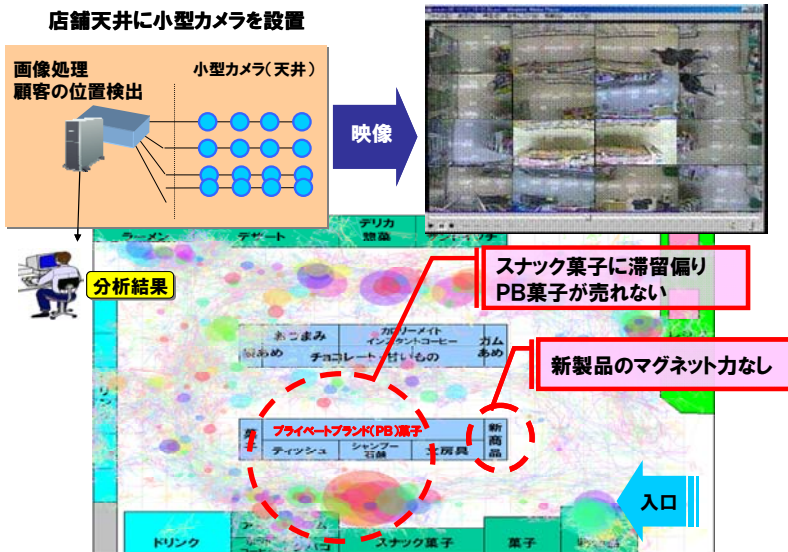 店舗天井に小型カメラを設置
画像処理
顧客の位置検出
小型カメラ(天井)
映像
分析結果
ラーメン
デザート
デリカ
惣菜
サンドイッチ
スナック菓子に滞留偏り
PB菓子が売れない
新製品のマグネット力なし
おつまみ
カロリーメイト
インスタントコーヒー
ガム
あめ
チョコレート・甘いもの
プライベートブランド(PB)菓子
ティッシュ
シャンプー
石鹸
文房具
新
商
品
入口
ドリンク
スナック菓子
菓子